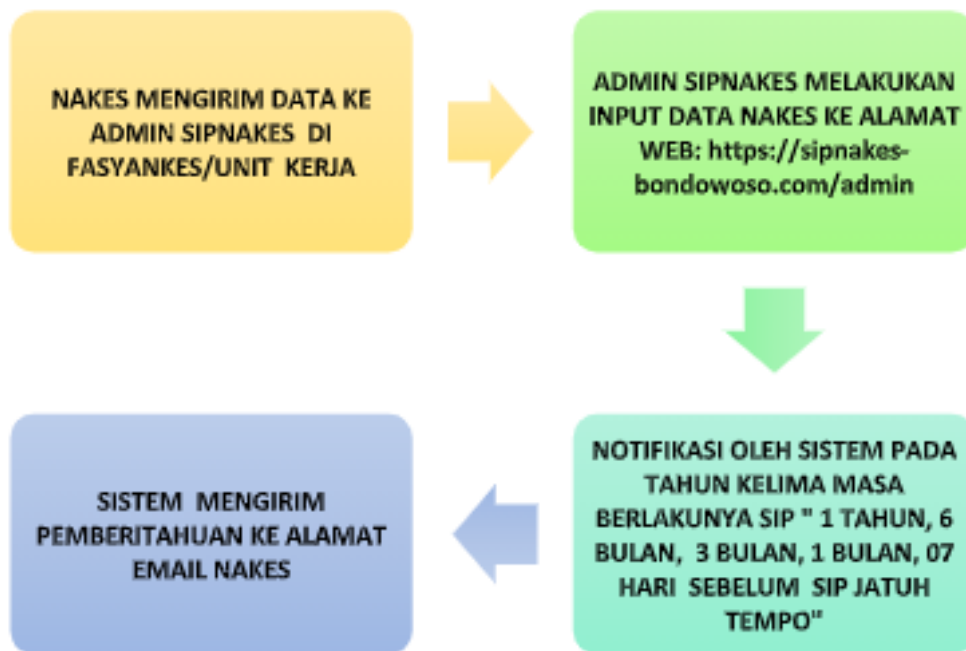 NAKES MENGIRIM DATA KE
ADMIN SIPNAKES DI
FASYANKES/UNIT KERJA
ADMIN SIPNAKES MELAKUKAN
INPUT DATA NAKES KE ALAMAT
WEB: https://sipnakes-
bondowoso.com/admin
NOTIFIKASI OLEH SISTEM PADA
TAHUN KELIMA MASA
BERLAKUNYA SIP " 1 TAHUN, 6
BULAN, 3 BULAN, 1 BULAN, 07
HARI SEBELUM SIP JATUH
TEMPO"
SISTEM MENGIRIM
PEMBERITAHUAN KE ALAMAT
EMAIL NAKES